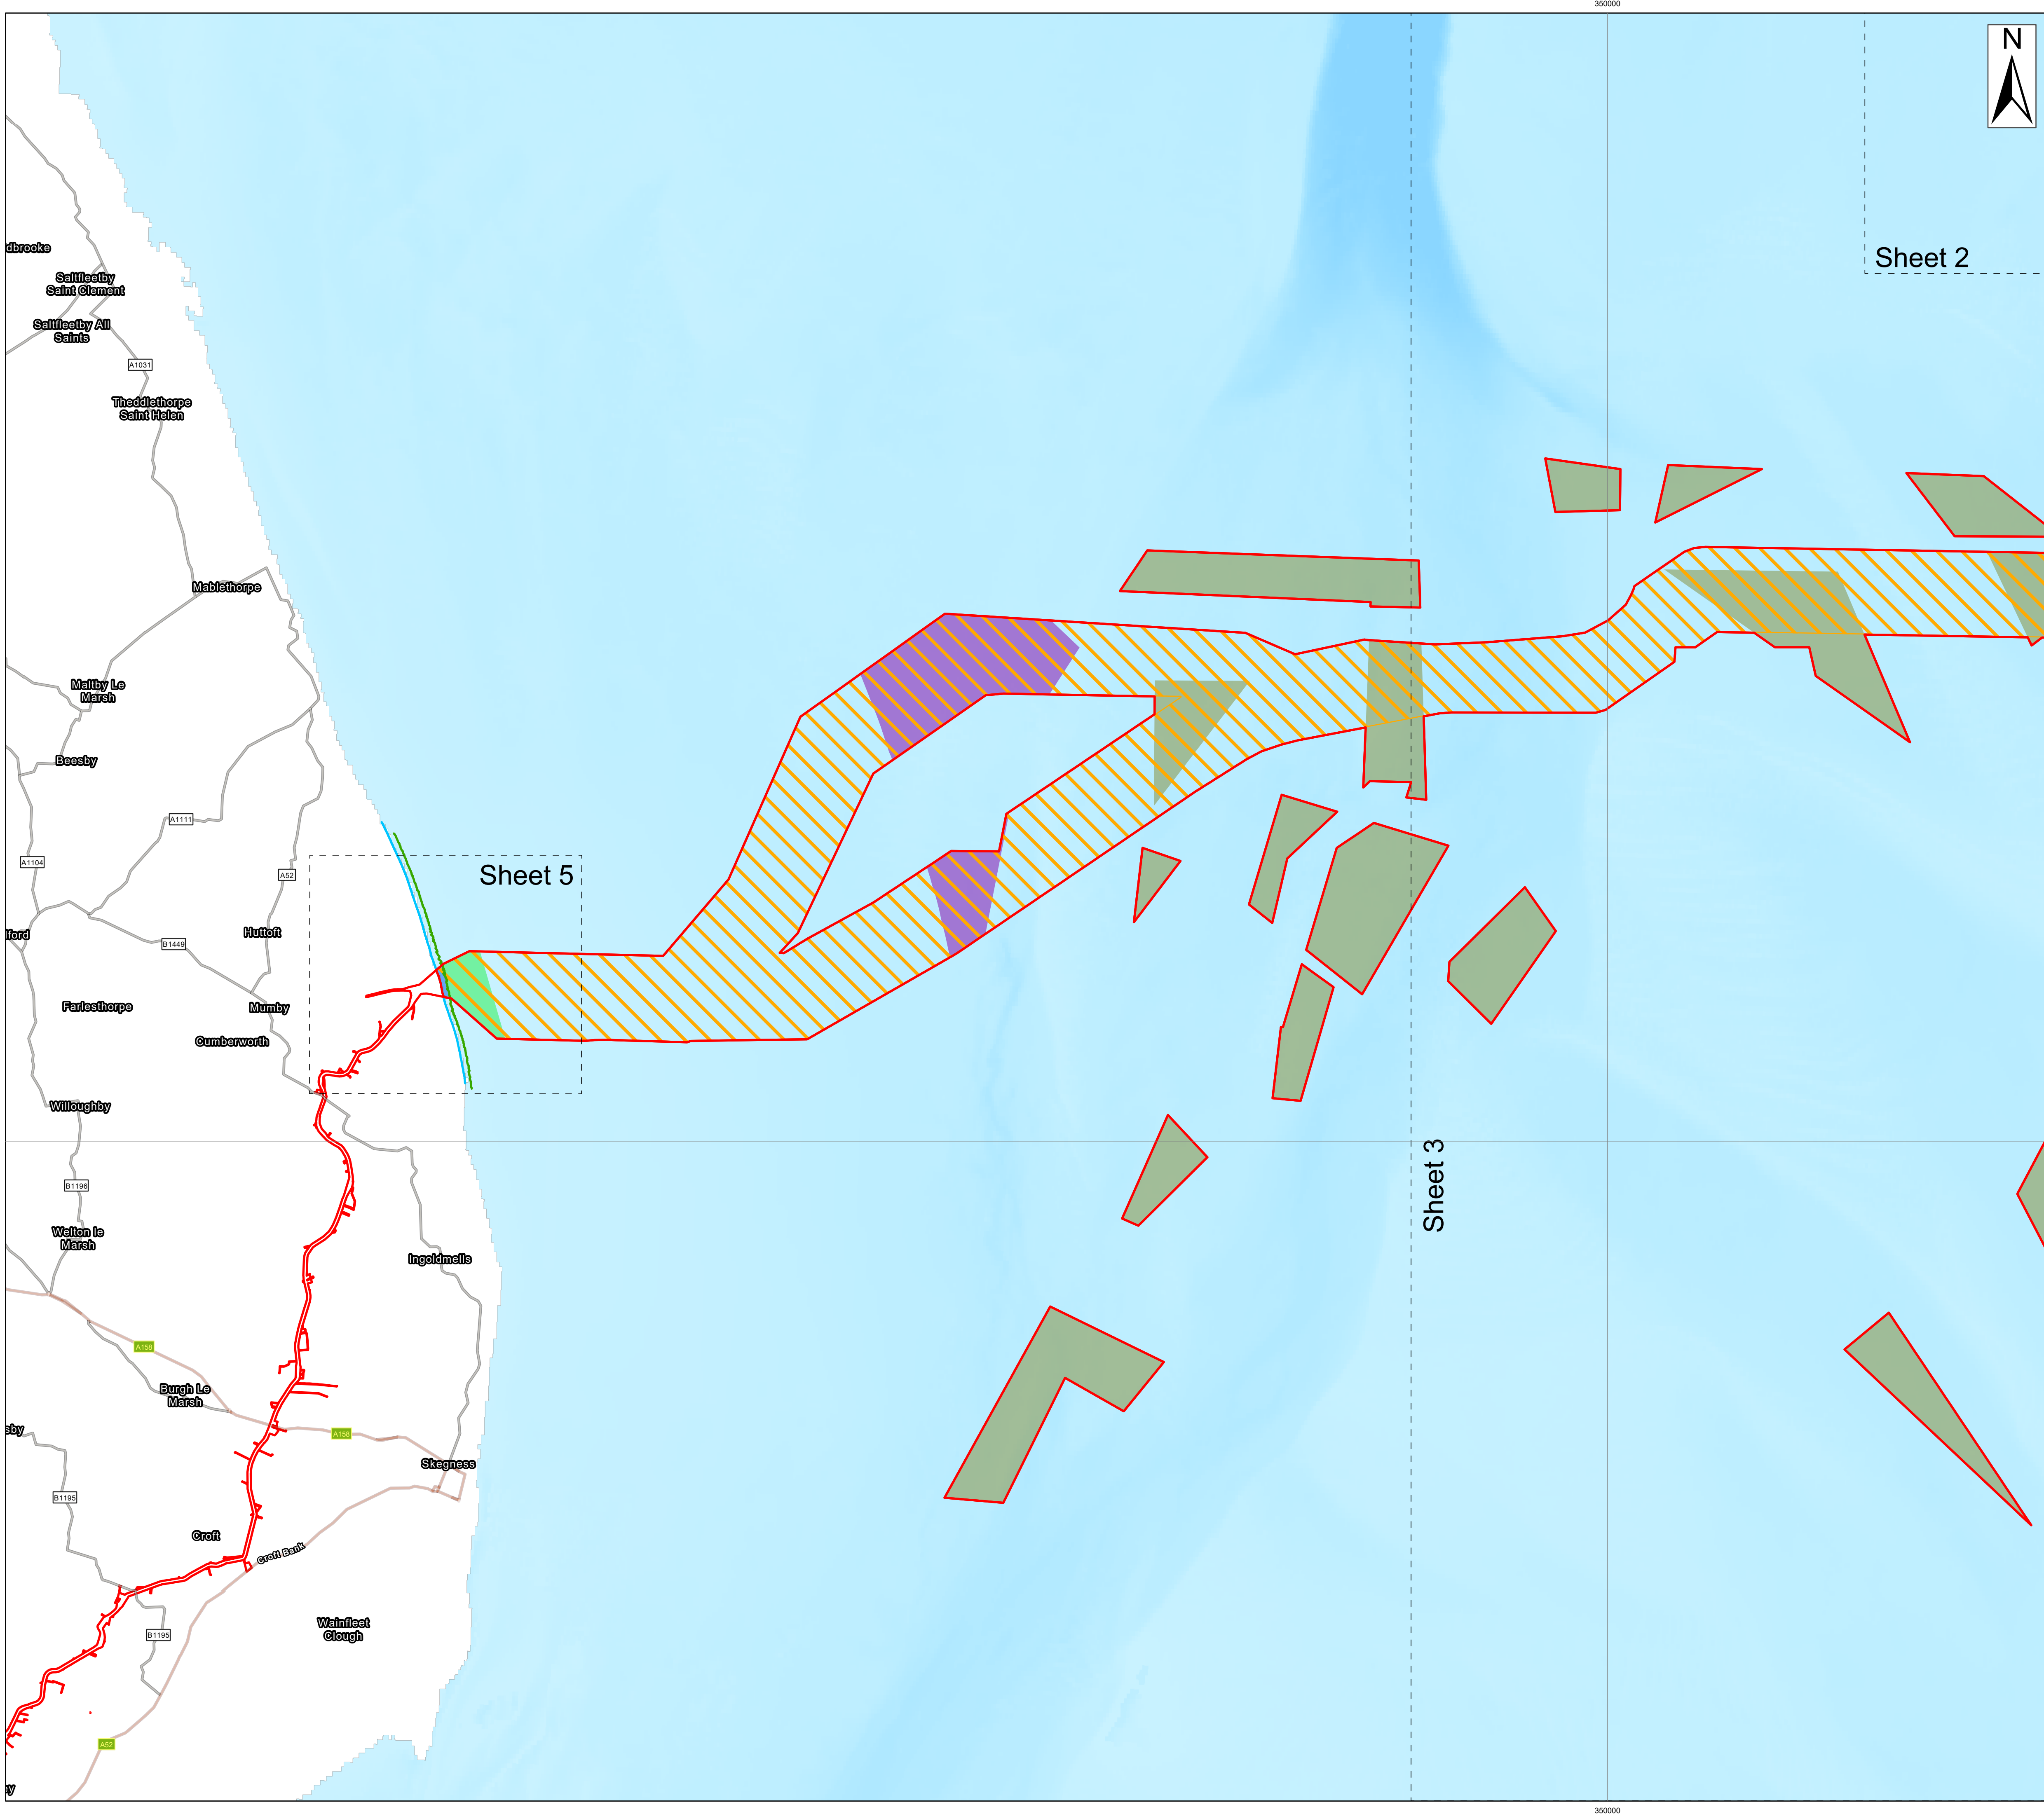 350000
N
Sheet 2
dbrooke
Saltfleetby
Saint Clement
Saltfleetby All
Saints
A1031
Theddlethorpe
Saint Helen
Mablethorpe
Maltby Le
Marsh
Beesby
A1111
A1104
A52
Sheet 5
lford
Huttoft
B1449
Farlesthorpe
Mumby
Cumberworth
Willoughby
Sheet 3
B1196
Welton le
Marsh
Ingoldmells
A158
Burgh Le
Marsh
sby
A158
Skegness
B1195
Croft
Croft Bank
Wainfleet
Clough
B1195
A52
y
350000